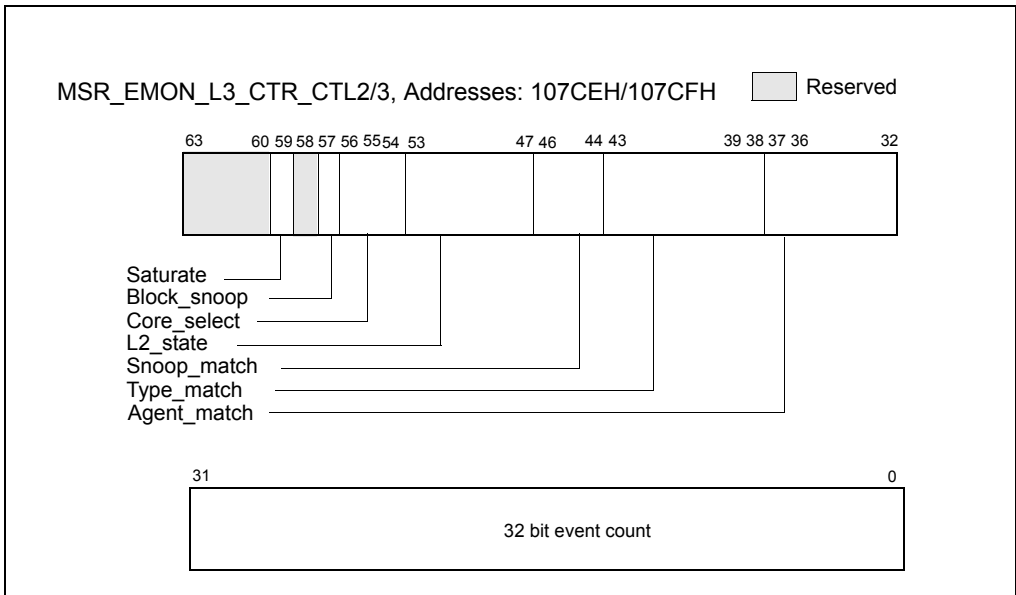 MSR_EMON_L3_CTR_CTL2/3, Addresses: 107CEH/107CFH Reserved
63 60 59 58 57 56 55 54 53 47 46 44 43 39 38 37 36 32
Saturate
Block_snoop
Core_select
L2_state
Snoop_match
Type_match
Agent_match
31 0
32 bit event count